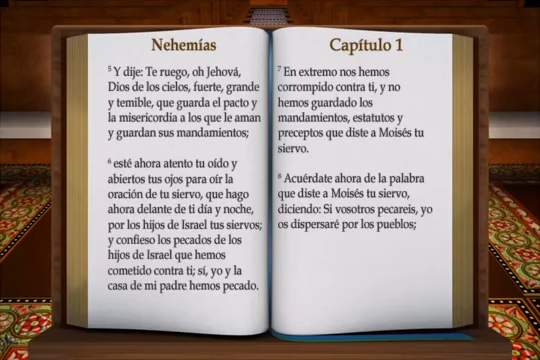 Nehemías
⁵ Y dije: Te ruego, oh Jehová,
Dios de los cielos, fuerte, grande
y temible, que guarda el pacto y
la misericordia a los que le aman
y guardan sus mandamientos;
⁶ esté ahora atento tu oído y
abiertos tus ojos para oír la
oración de tu siervo, que hago
ahora delante de ti día y noche,
por los hijos de Israel tus siervos;
y confieso los pecados de los
hijos de Israel que hemos
cometido contra ti; sí, yo y la
casa de mi padre hemos pecado.
Capítulo 1
⁷ En extremo nos hemos
corrompido contra ti, y no
hemos guardado los
mandamientos, estatutos y
preceptos que diste a Moisés tu
siervo.
⁸ Acuérdate ahora de la palabra
que diste a Moisés tu siervo,
diciendo: Si vosotros pecareis, yo
os dispersaré por los pueblos;